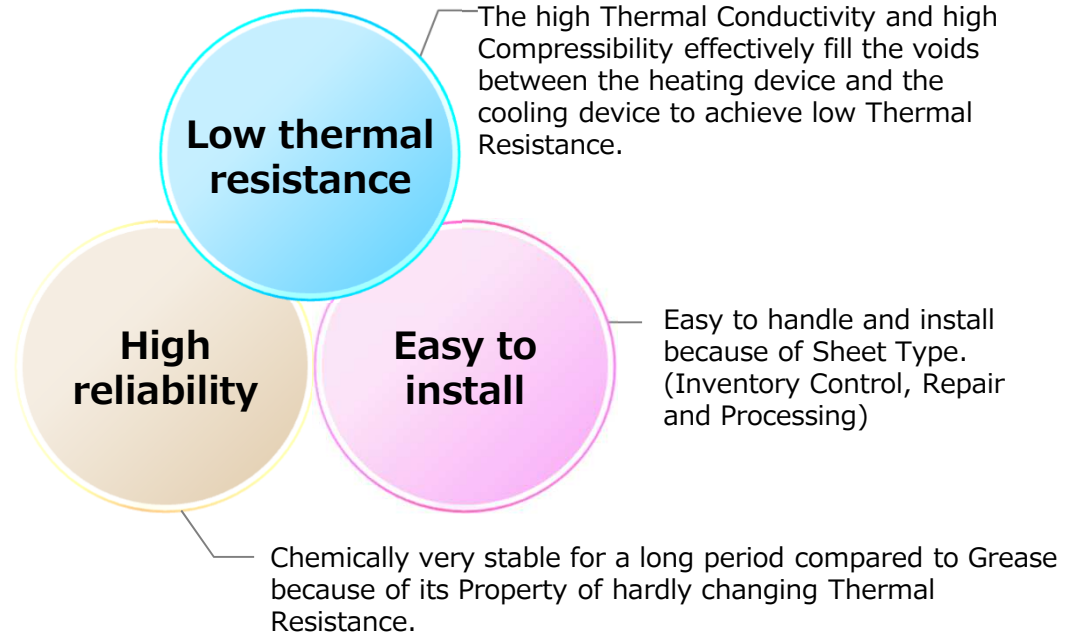 The high Thermal Conductivity and high
Compressibility effectively fill the voids
between the heating device and the
cooling device to achieve low Thermal
Resistance.
Low thermal
resistance
High
reliability
Easy to
install
Easy to handle and install
because of Sheet Type.
(Inventory Control, Repair
and Processing)
Chemically very stable for a long period compared to Grease
because of its Property of hardly changing Thermal
Resistance.